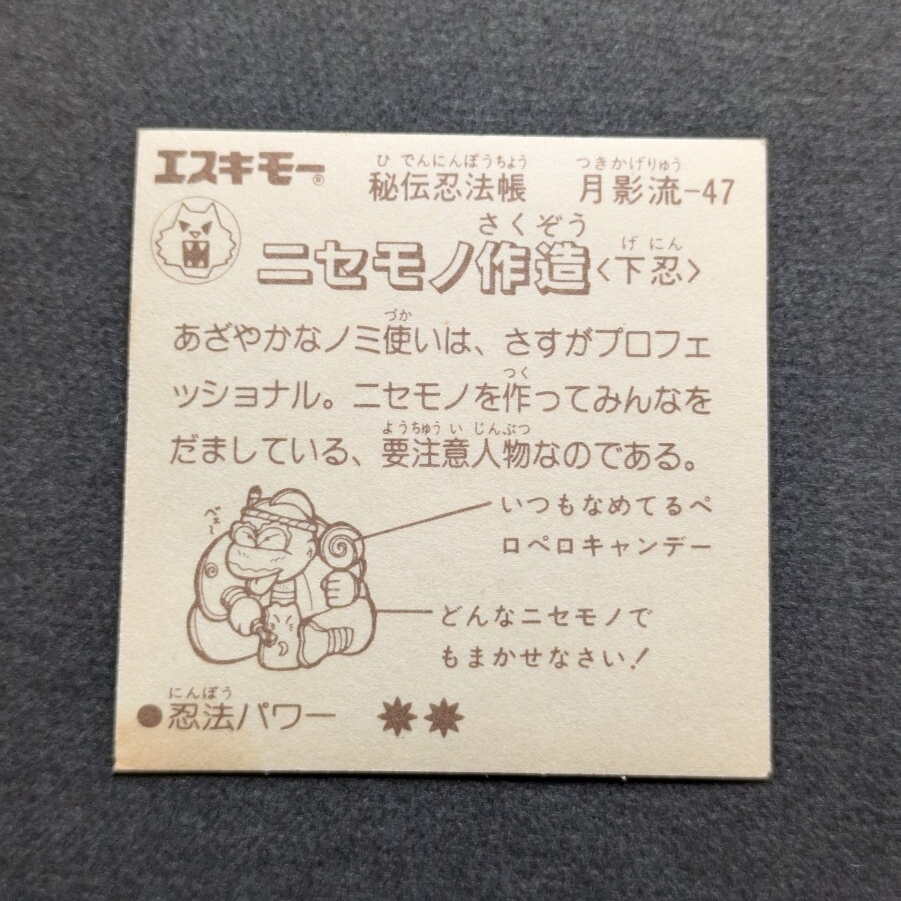 エスキモー®
秘伝忍法帳 月影流-47
ひでんにんぽうちょう つきかげりゅう
さくぞう
ニセモノ作造〈下忍〉
げにん
づか
あざやかなノミ使いは、さすがプロフェ
つく
ッショナル。ニセモノを作ってみんなを
ようちゅういじんぶつ
だましている、要注意人物なのである。
いつもなめてるペ
ロペロキャンデー
どんなニセモノで
もまかせなさい!
にんぽう
●忍法パワー